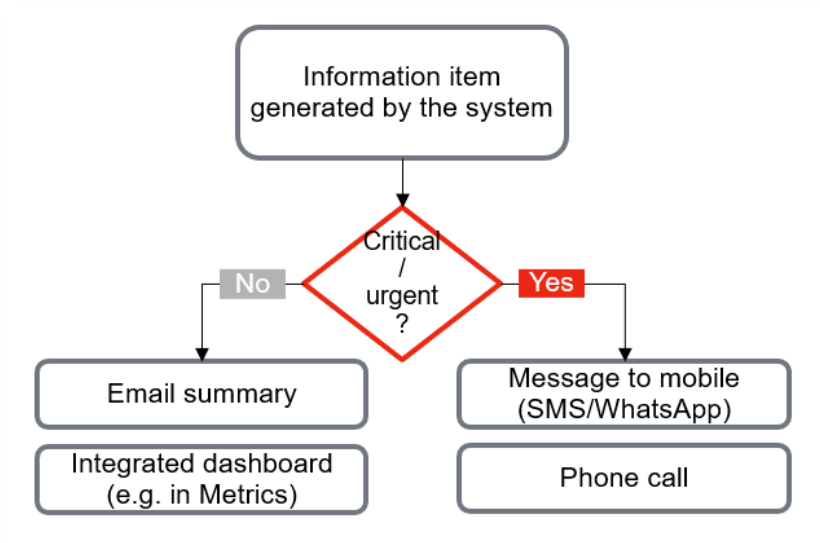 Information item
generated by the system
Critical
/
urgent
?
No
Yes
Email summary
Message to mobile
(SMS/WhatsApp)
Integrated dashboard
(e.g. in Metrics)
Phone call